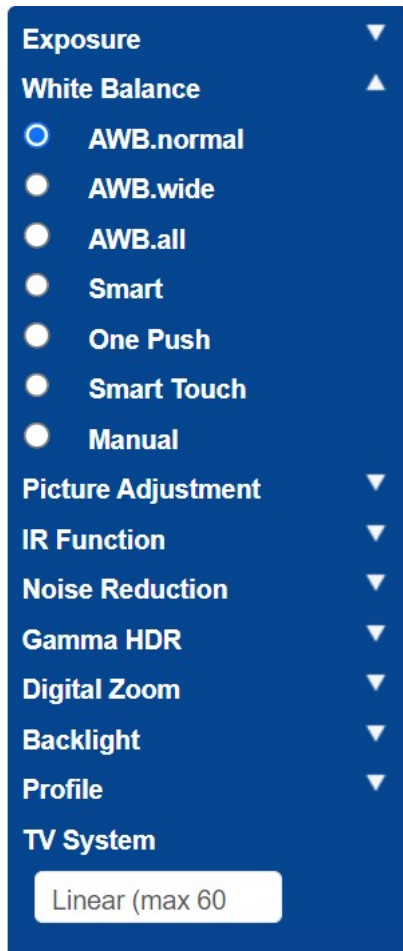 Exposure
White Balance
AWB.normal
AWB.wide
AWB.all
Smart
One Push
Smart Touch
Manual
Picture Adjustment
IR Function
Noise Reduction
Gamma HDR
Digital Zoom
Backlight
Profile
TV System
Linear (max 60